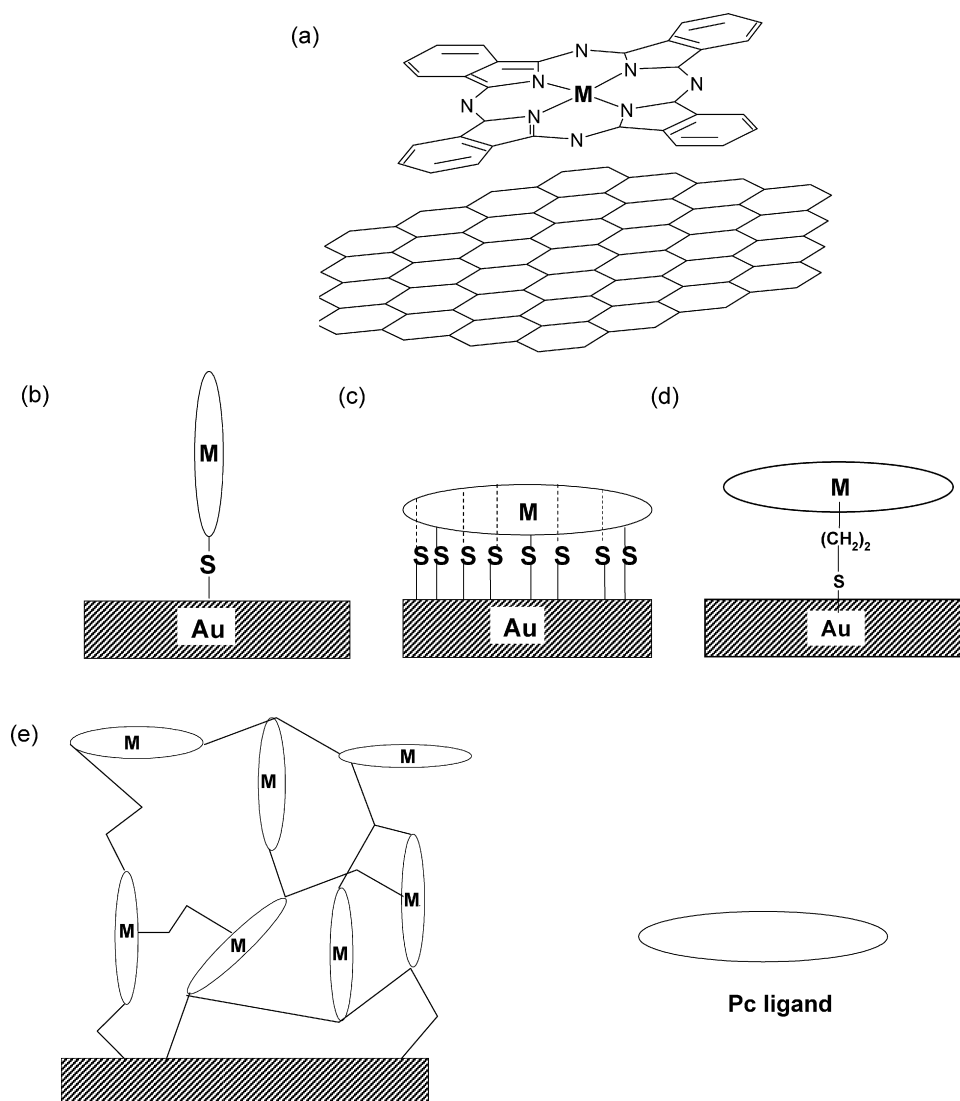 (a)
N
N N N
M
N N N
N
(b) (c) (d)
M
S
Au
M
S S S S S S S S
Au
M
(CH2)2
S
Au
(e)
M M M
M M M M
Pc ligand